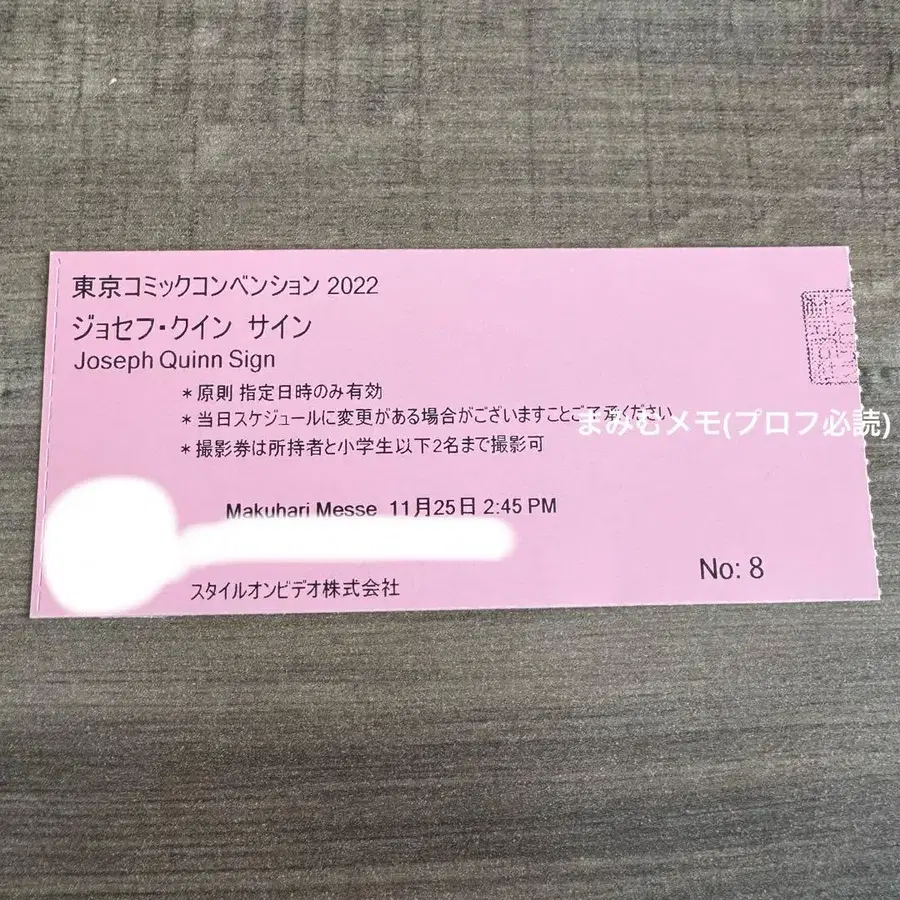 東京コミックコンベンション 2022
ジョセフ・クイン サイン
Joseph Quinn Sign
＊原則 指定日時のみ有効
＊当日スケジュールに変更がある場合がございますことご了承ください
まみむメモ(プロフ必読)
＊撮影券は所持者と小学生以下2名まで撮影可
Makuhari Messe 11月25日 2:45 PM
スタイルオンビデオ株式会社
No: 8